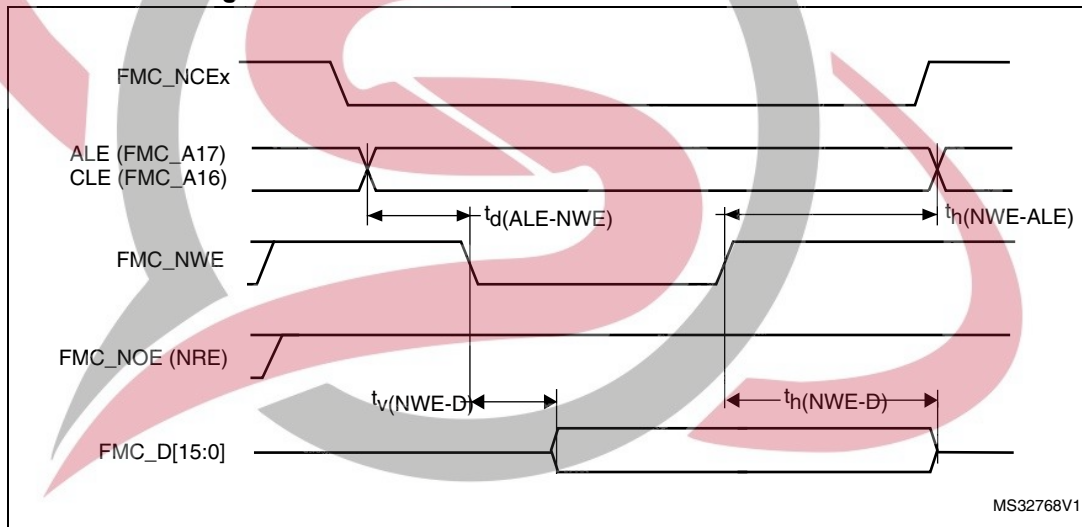 FMC_NCEx
ALE (FMC_A17)
CLE (FMC_A16)
td(ALE-NWE)
th(NWE-ALE)
FMC_NWE
FMC_NOE (NRE)
tv(NWE-D)
th(NWE-D)
FMC_D[15:0]
MS32768V1